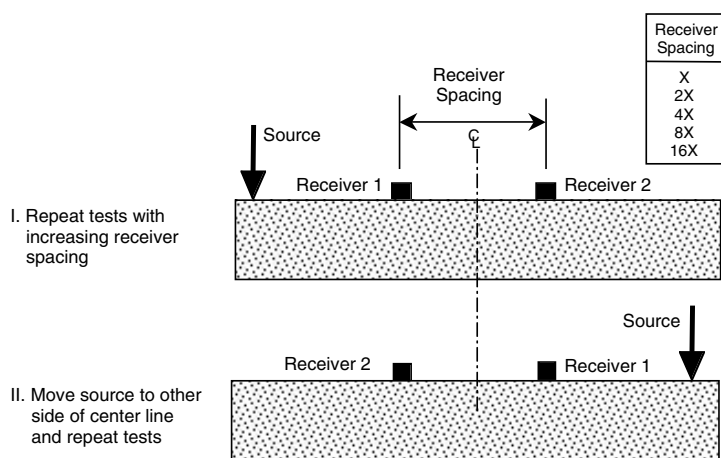 Receiver
Spacing
X
2X
4X
8X
16X
Receiver
Spacing
℄
Source
Receiver 1
Receiver 2
I. Repeat tests with
increasing receiver
spacing
Source
Receiver 2
Receiver 1
II. Move source to other
side of center line
and repeat tests